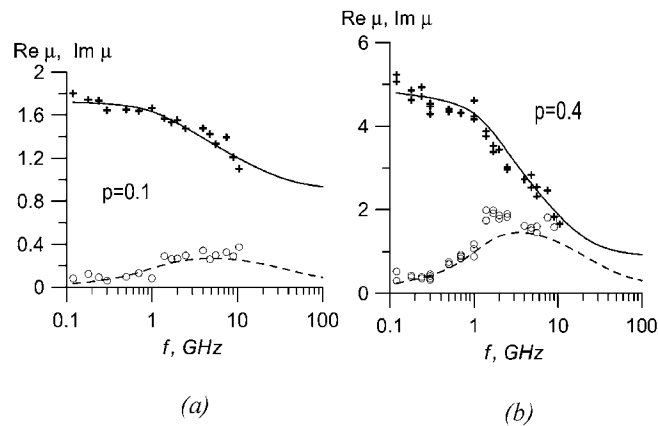 Re μ, Im μ
2
1.6
1.2
0.8
0.4
0
p=0.1
0.1
1
10
100
f, GHz
(a)
Re μ, Im μ
6
4
2
0
p=0.4
0.1
1
10
100
f, GHz
(b)